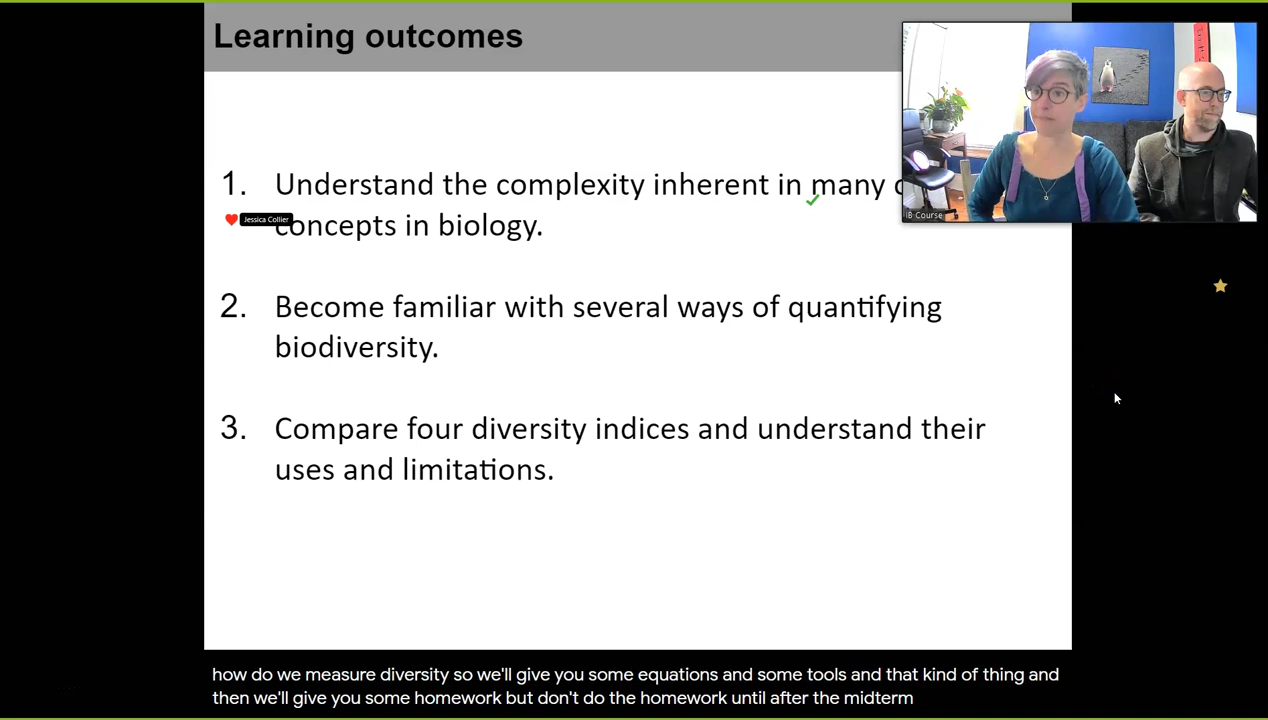 Learning outcomes
1. Understand the complexity inherent in many
concepts in biology.
Jessica Collier
IB Course
2. Become familiar with several ways of quantifying
biodiversity.
3. Compare four diversity indices and understand their
uses and limitations.
how do we measure diversity so we'll give you some equations and some tools and that kind of thing and
then we'll give you some homework but don't do the homework until after the midterm